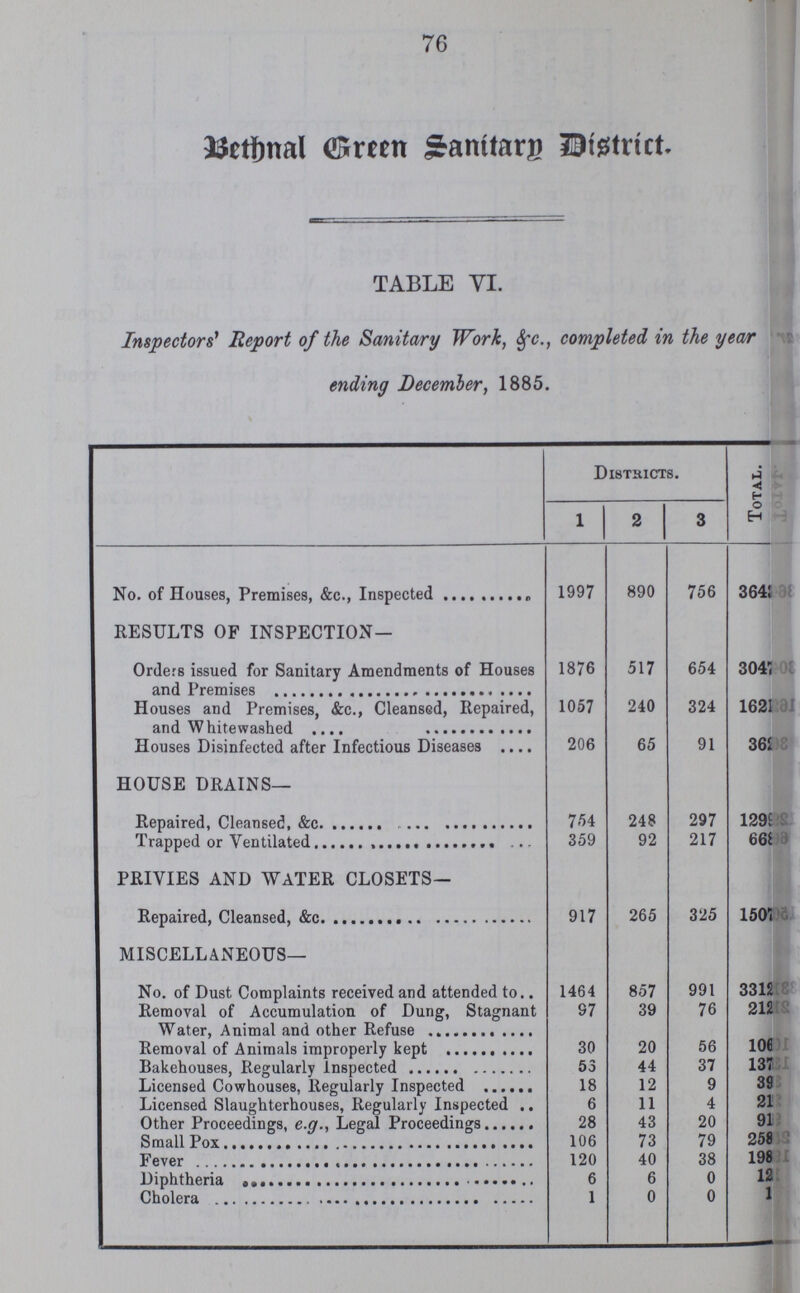 76
Bethnal Green Sanitary District.
TABLE VI.
Inspectors' Report of the Sanitary Work, &c., completed in the year
ending December, 1885.
Districts. Total.
1 2 3
No. of Houses, Premises, &c., Inspected .......... 1997 890 756 3643
RESULTS OF INSPECTION—
Orders issued for Sanitary Amendments of Houses 1876 517 654 3047
and Premises ..........................
Houses and Premises, &c., Cleansed, Repaired, 1057 240 324 1621
and Whitewashed .... ............
Houses Disinfected after Infectious Diseases .... 206 65 91 362
HOUSE DRAINS—
Repaired, Cleansed, &c. ...... .... ........... 754 248 297 1299
Trapped or Ventilated...................... ... 359 92 217 668
PRIVIES AND WATER CLOSETS—
Repaired, Cleansed, &c. .......... ........... 917 265 325 1507
MISCELLANEOUS—
No. of Dust Complaints received and attended to.. 1464 857 991 3312
Removal of Accumulation of Dung, Stagnant 97 39 76 212
Water, Animal and other Refuse ............
Removal of Animals improperly kept .......... 30 20 56 106
Bakehouses, Regularly Inspected ...... ....... 53 44 37 137
Licensed Cowhouses, Regularly Inspected ...... 18 12 9 39
Licensed Slaughterhouses, Regularly Inspected .. 6 11 4 21
Other Proceedings, e.g., Legal Proceedings...... 28 43 20 91
Small Pox.................................. 106 73 79 258
Fever .................................... 120 40 38 198
Diphtheria ................................ 6 6 0 12
Cholera .................................. 1 0 0 1